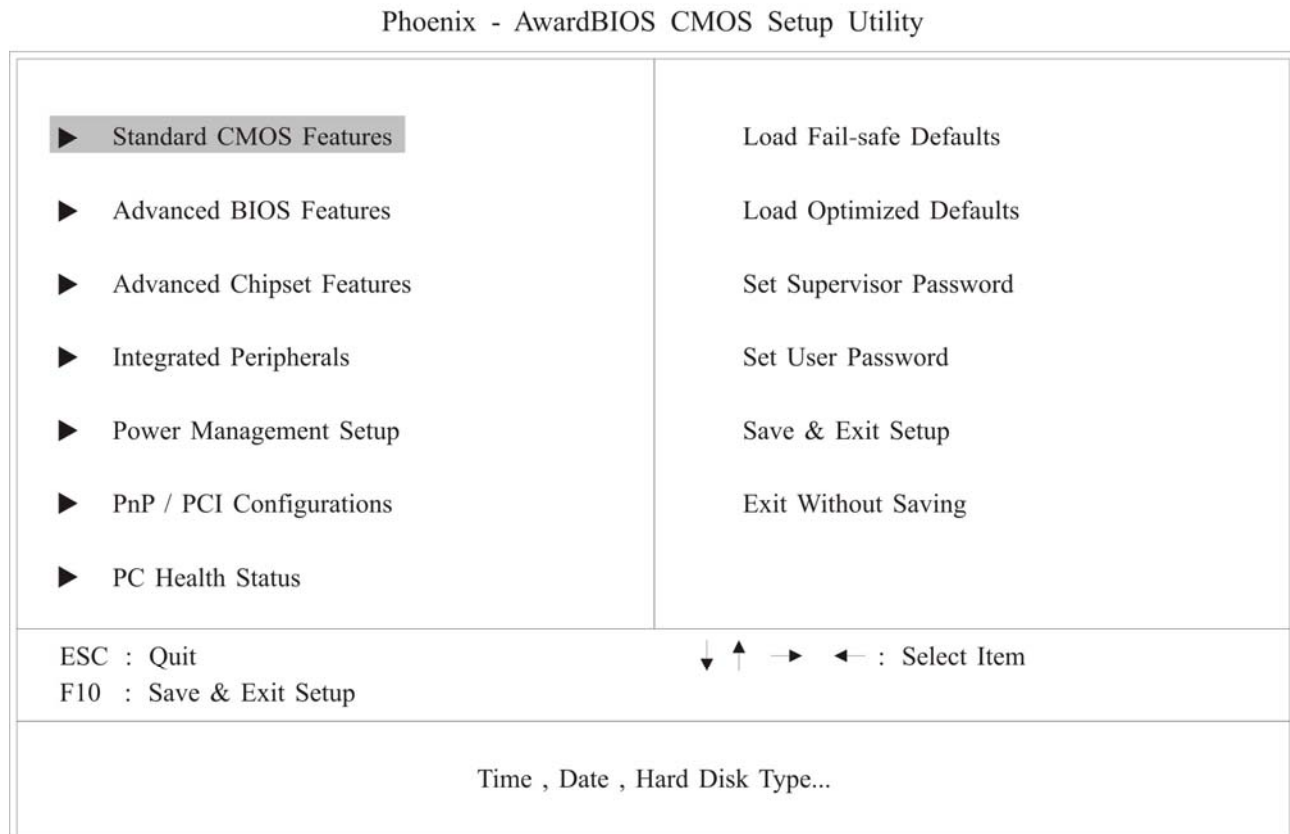 Phoenix - AwardBIOS CMOS Setup Utility
Standard CMOS Features
Advanced BIOS Features
Advanced Chipset Features
Integrated Peripherals
Power Management Setup
PnP / PCI Configurations
PC Health Status
Load Fail-safe Defaults
Load Optimized Defaults
Set Supervisor Password
Set User Password
Save & Exit Setup
Exit Without Saving
ESC : Quit
F10 : Save & Exit Setup
: Select Item
Time , Date , Hard Disk Type...